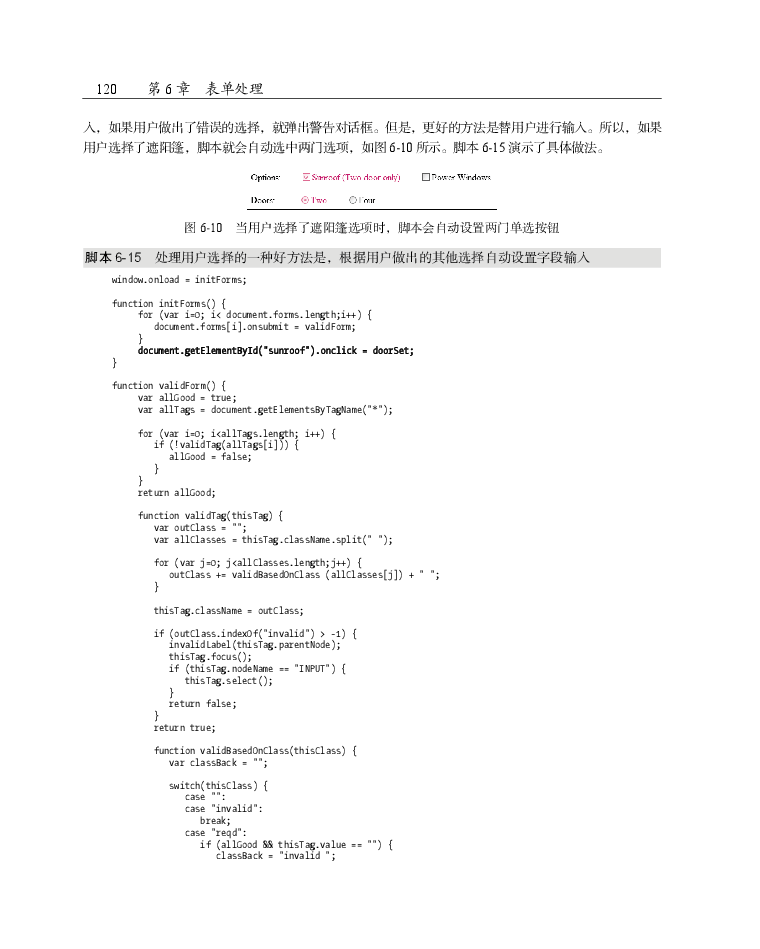 120 第 6 章 表单处理
入，如果用户做出了错误的选择，就弹出警告对话框。但是，更好的方法是替用户进行输入。所以，如果
用户选择了遮阳篷，脚本就会自动选中两门选项，如图 6-10 所示。脚本 6-15 演示了具体做法。
Options: Sunroof (Two door only) Power Windows
Doors: Two Four
图 6-10 当用户选择了遮阳篷选项时，脚本会自动设置两门单选按钮
脚本 6-15 处理用户选择的一种好方法是，根据用户做出的其他选择自动设置字段输入
window.onload = initForms;
function initForms() {
for (var i=0; i< document.forms.length;i++) {
document.forms[i].onsubmit = validForm;
}
document.getElementById("sunroof").onclick = doorSet;
}
function validForm() {
var allGood = true;
var allTags = document.getElementsByTagName("*");
for (var i=0; i<allTags.length; i++) {
if (!validTag(allTags[i])) {
allGood = false;
}
}
return allGood;
function validTag(thisTag) {
var outClass = "";
var allClasses = thisTag.className.split(" ");
for (var j=0; j<allClasses.length;j++) {
outClass += validBasedOnClass (allClasses[j]) + " ";
}
thisTag.className = outClass;
if (outClass.indexOf("invalid") > -1) {
invalidLabel(thisTag.parentNode);
thisTag.focus();
if (thisTag.nodeName == "INPUT") {
thisTag.select();
}
return false;
}
return true;
function validBasedOnClass(thisClass) {
var classBack = "";
switch(thisClass) {
case "":
case "invalid":
break;
case "reqd":
if (allGood && thisTag.value == "") {
classBack = "invalid ";